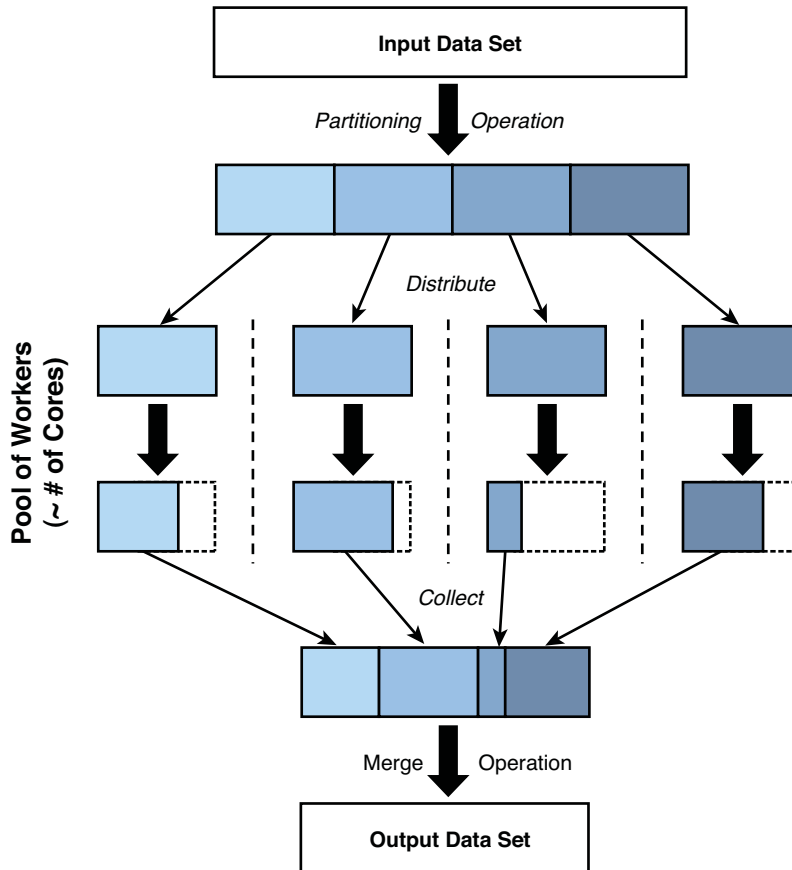 Input Data Set
Partitioning Operation
Distribute
Pool of Workers
(~ # of Cores)
Collect
Merge Operation
Output Data Set